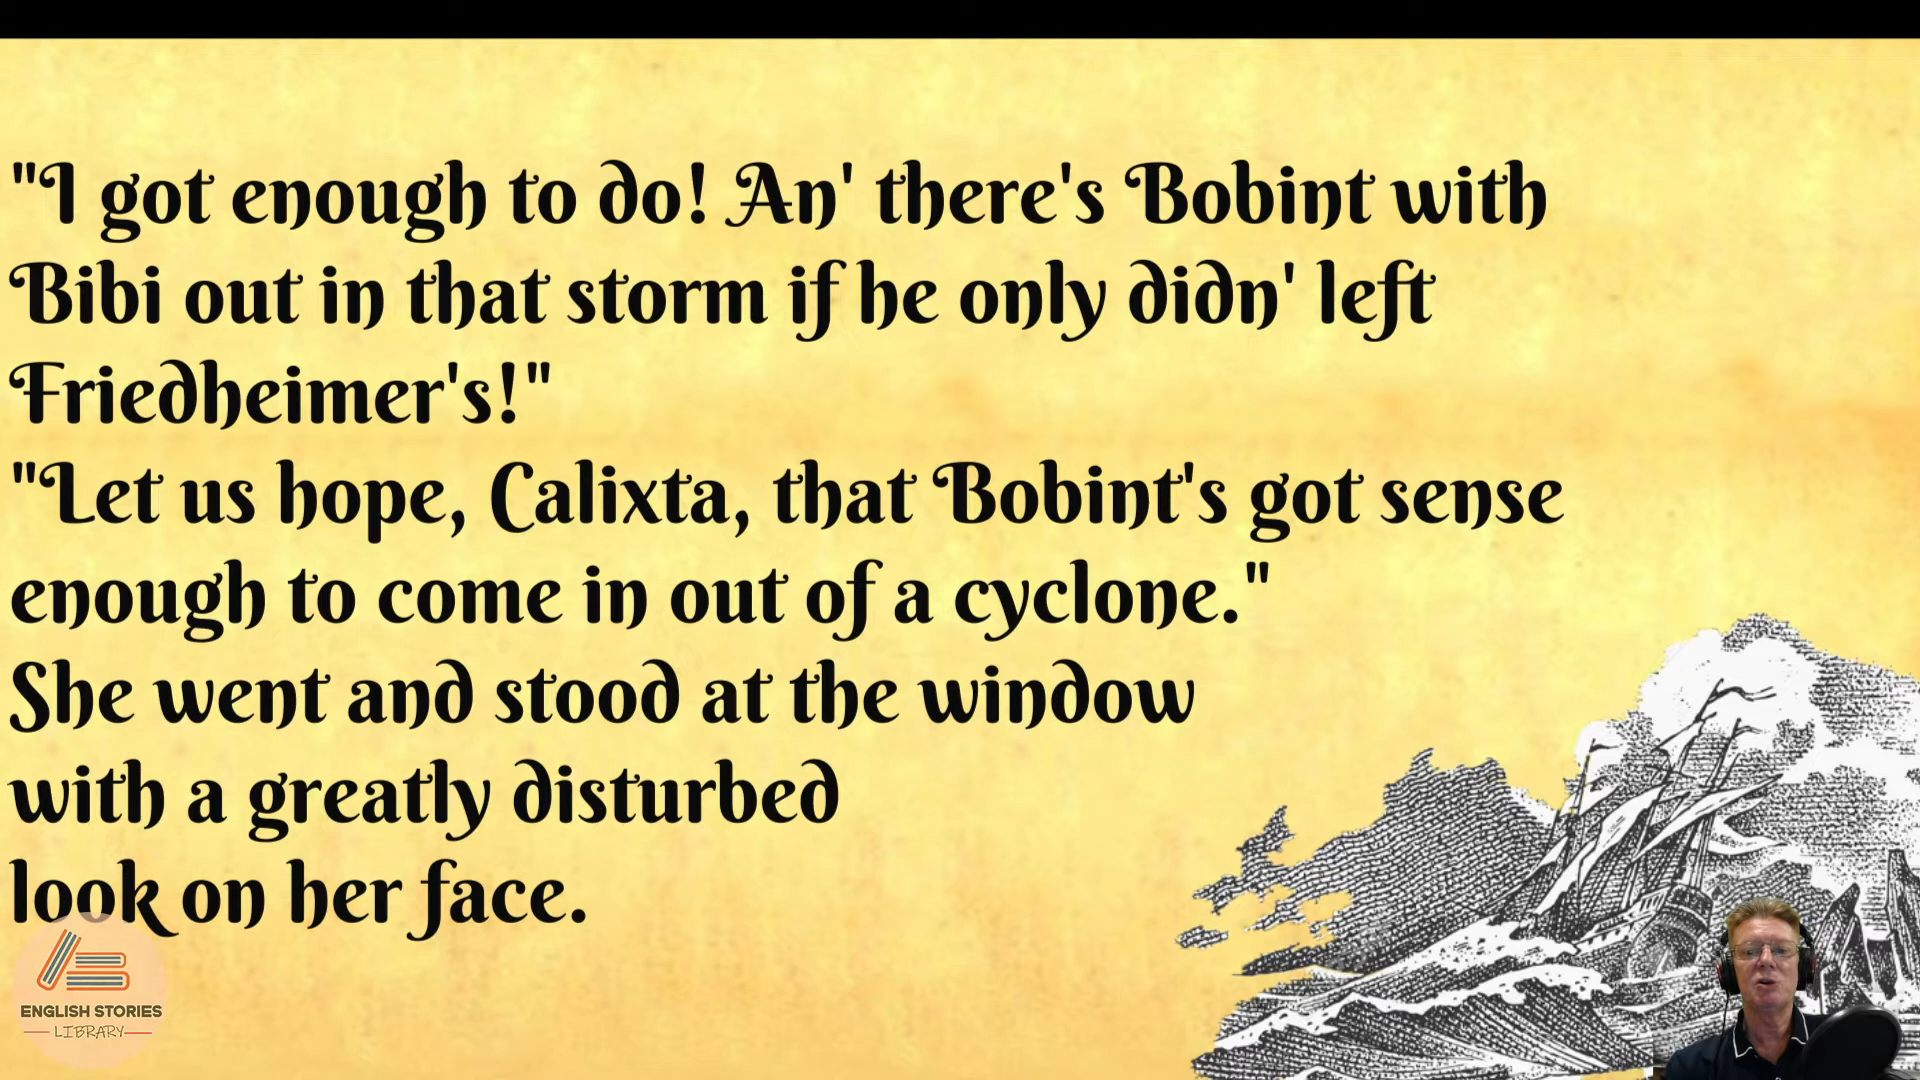 "I got enough to do! An' there's Bobint with
Bibi out in that storm if he only didn' left
Friedheimer's!"
"Let us hope, Calixta, that Bobint's got sense
enough to come in out of a cyclone."
She went and stood at the window
with a greatly disturbed
look on her face.
ENGLISH STORIES
LIBRARY